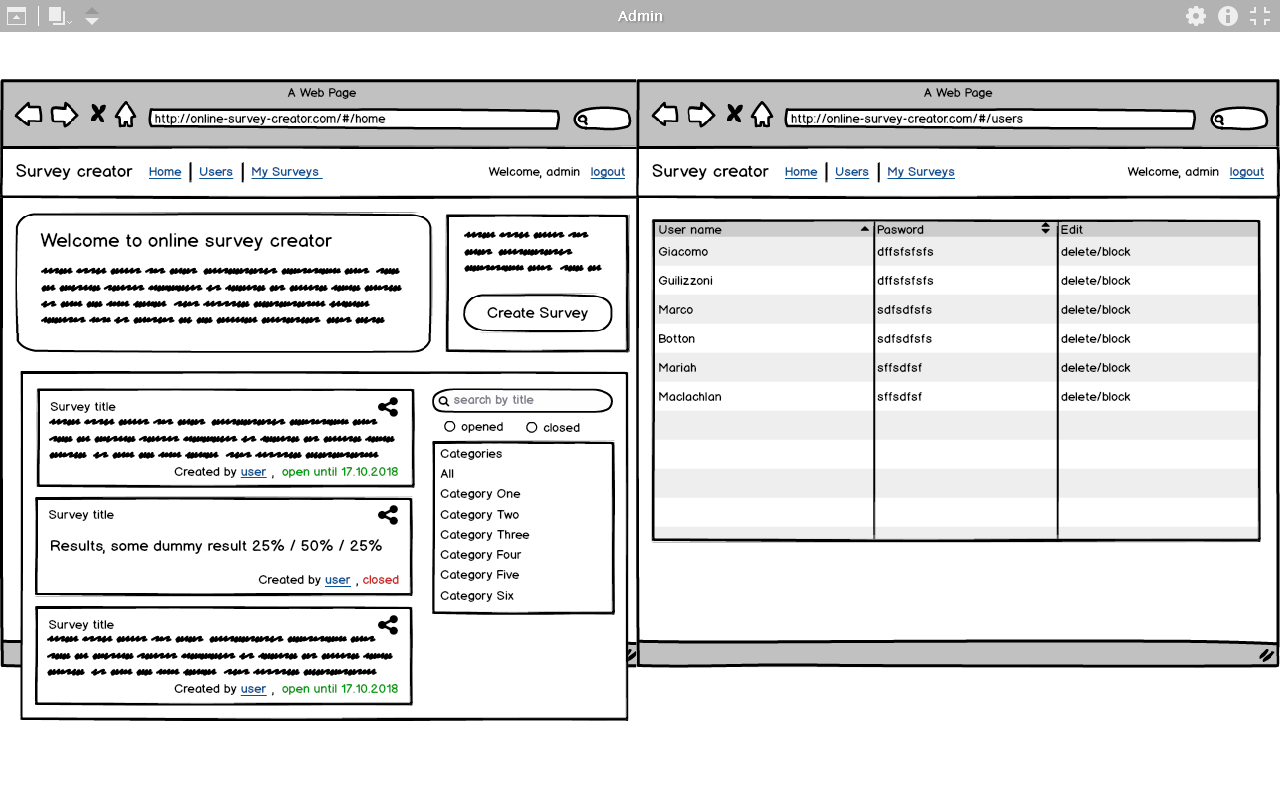 Admin
A Web Page
http://online-survey-creator.com/#/home
Survey creator Home Users My Surveys Welcome, admin logout
Welcome to online survey creator
Create Survey
Survey title
Created by user , open until 17.10.2018
Survey title
Results, some dummy result 25% / 50% / 25%
Created by user , closed
Survey title
Created by user , open until 17.10.2018
search by title
opened closed
Categories
All
Category One
Category Two
Category Three
Category Four
Category Five
Category Six
A Web Page
http://online-survey-creator.com/#/users
Survey creator Home Users My Surveys Welcome, admin logout
User name Pasword Edit
Giacomo dffsfsfsfs delete/block
Guilizzoni dffsfsfsfs delete/block
Marco sdfsdfsfs delete/block
Botton sdfsdfsfs delete/block
Mariah sffsdfsf delete/block
Maclachlan sffsdfsf delete/block